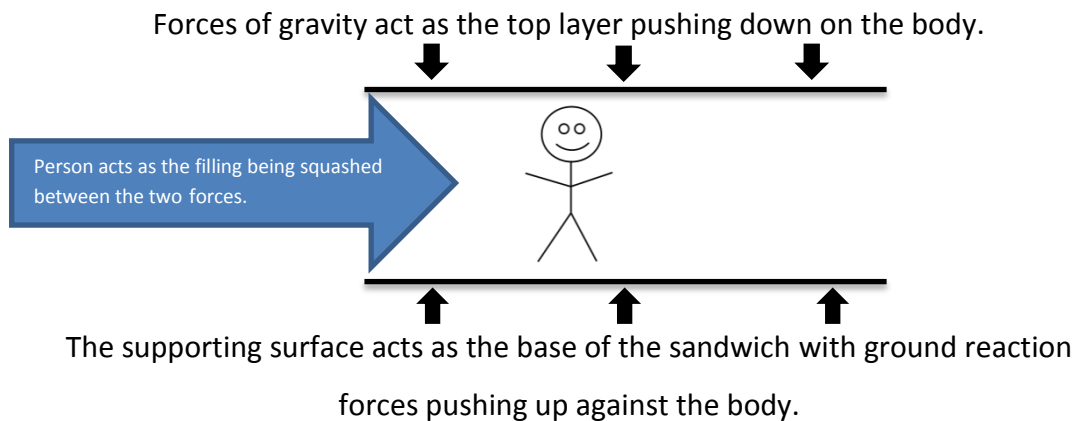 Forces of gravity act as the top layer pushing down on the body.
Person acts as the filling being squashed
between the two forces.
The supporting surface acts as the base of the sandwich with ground reaction
forces pushing up against the body.